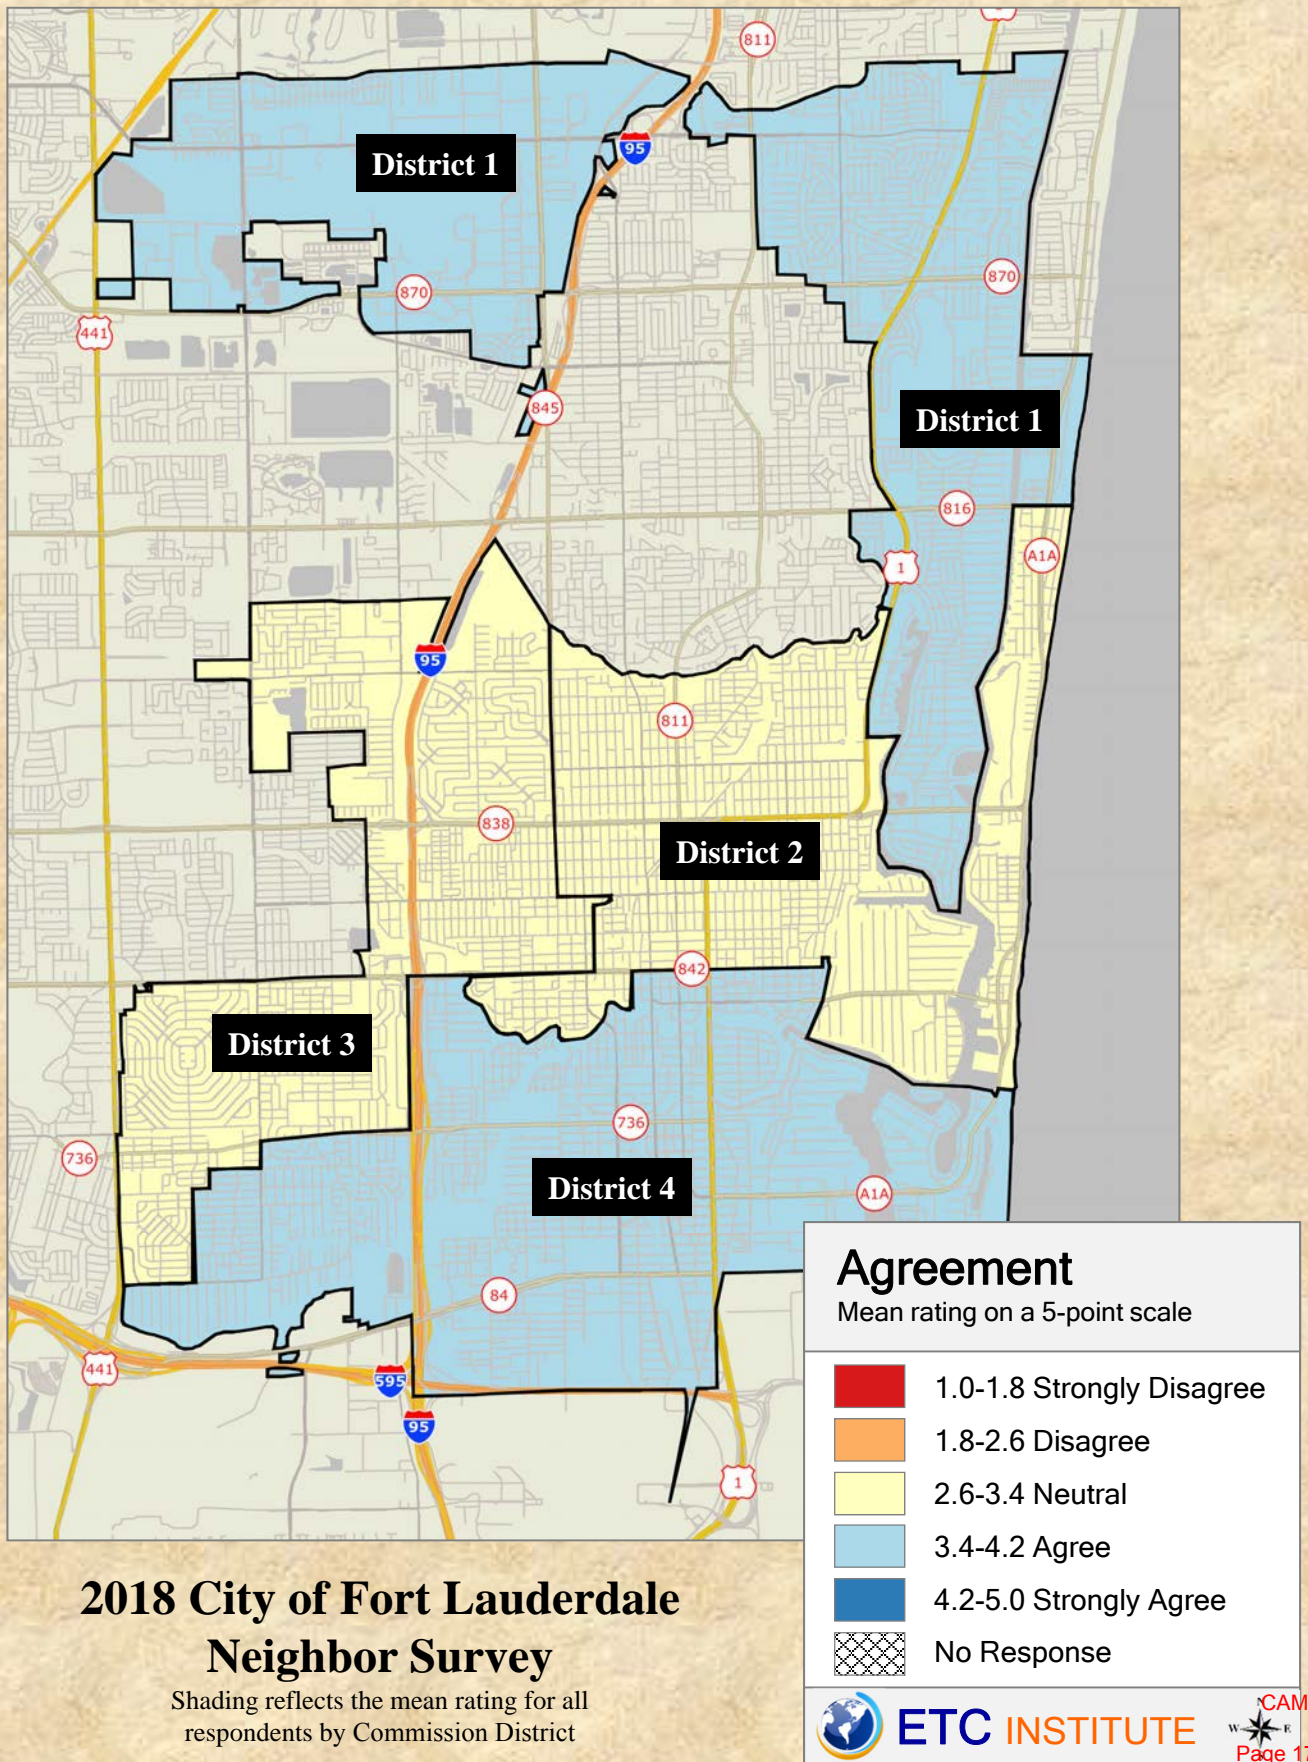 811
95
District 1
870
870
441
845
District 1
816
A1A
1
95
811
838
District 2
842
District 3
736
736
District 4
A1A
84
441
595
95
1
Agreement
Mean rating on a 5-point scale
1.0-1.8 Strongly Disagree
1.8-2.6 Disagree
2.6-3.4 Neutral
3.4-4.2 Agree
4.2-5.0 Strongly Agree
No Response
2018 City of Fort Lauderdale
Neighbor Survey
Shading reflects the mean rating for all
respondents by Commission District
ETC INSTITUTE
CAM
W E
Page